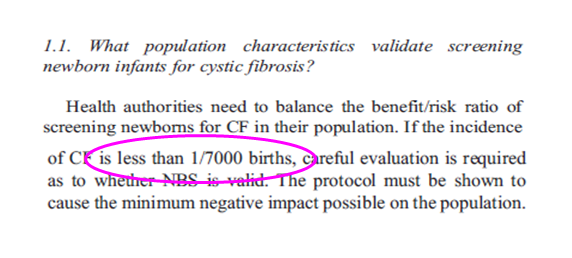 1.1. What population characteristics validate screening
newborn infants for cystic fibrosis?
Health authorities need to balance the benefit/risk ratio of
screening newborns for CF in their population. If the incidence
of CF is less than 1/7000 births, careful evaluation is required
as to whether NBS is valid. The protocol must be shown to
cause the minimum negative impact possible on the population.